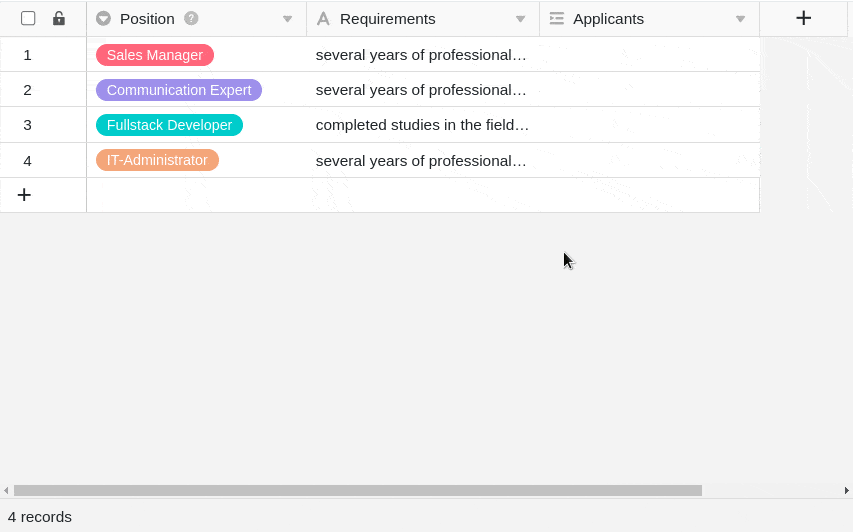 Position ? Requirements Applicants +
1 Sales Manager several years of professional…
2 Communication Expert several years of professional…
3 Fullstack Developer completed studies in the field…
4 IT-Administrator several years of professional…
+
4 records